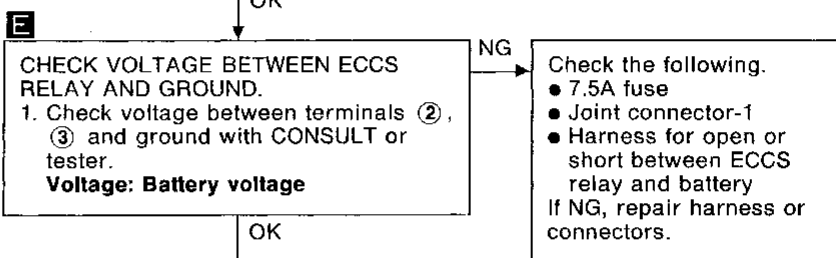 OK
E
CHECK VOLTAGE BETWEEN ECCS
RELAY AND GROUND.
1. Check voltage between terminals ②,
③ and ground with CONSULT or
tester.
Voltage: Battery voltage
NG
Check the following.
● 7.5A fuse
● Joint connector-1
● Harness for open or
short between ECCS
relay and battery
If NG, repair harness or
connectors.
OK